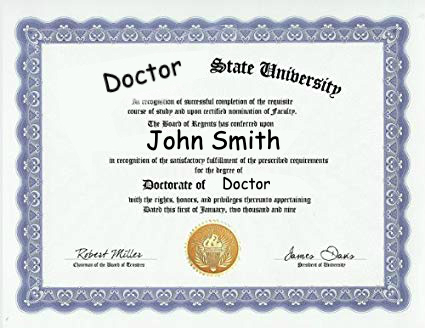 Doctor State University
In recognition of successful completion of the requisite
course of study and upon certified nomination of Faculty.
The Board of Regents has conferred upon
John Smith
in recognition of the satisfactory fulfillment of the prescribed requirements
for the degree of
Doctorate of Doctor
with the rights, honors, and privileges thereunto appertaining
Dated this first of January, two thousand and nine
Robert Miller
Chairman of the Board of Trustees
James Davis
President of University